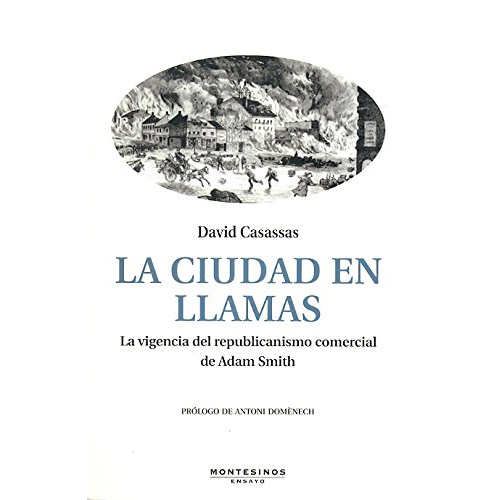 David Casassas
LA CIUDAD EN
LLAMAS
La vigencia del republicanismo comercial
de Adam Smith
PRÓLOGO DE ANTONI DOMÈNECH
MONTESINOS
ENSAYO